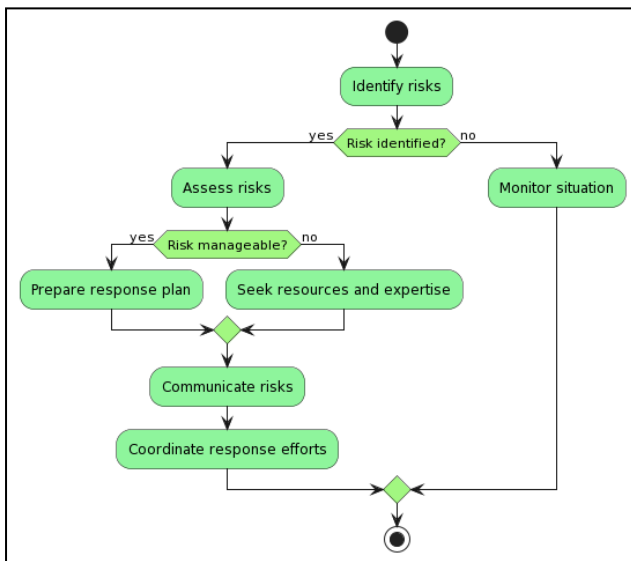 Identify risks
yes
Risk identified?
no
Assess risks
Monitor situation
yes
Risk manageable?
no
Prepare response plan
Seek resources and expertise
Communicate risks
Coordinate response efforts